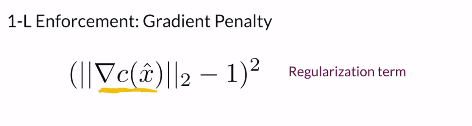 1-L Enforcement: Gradient Penalty
(||∇c(x̂)||₂ − 1)² Regularization term